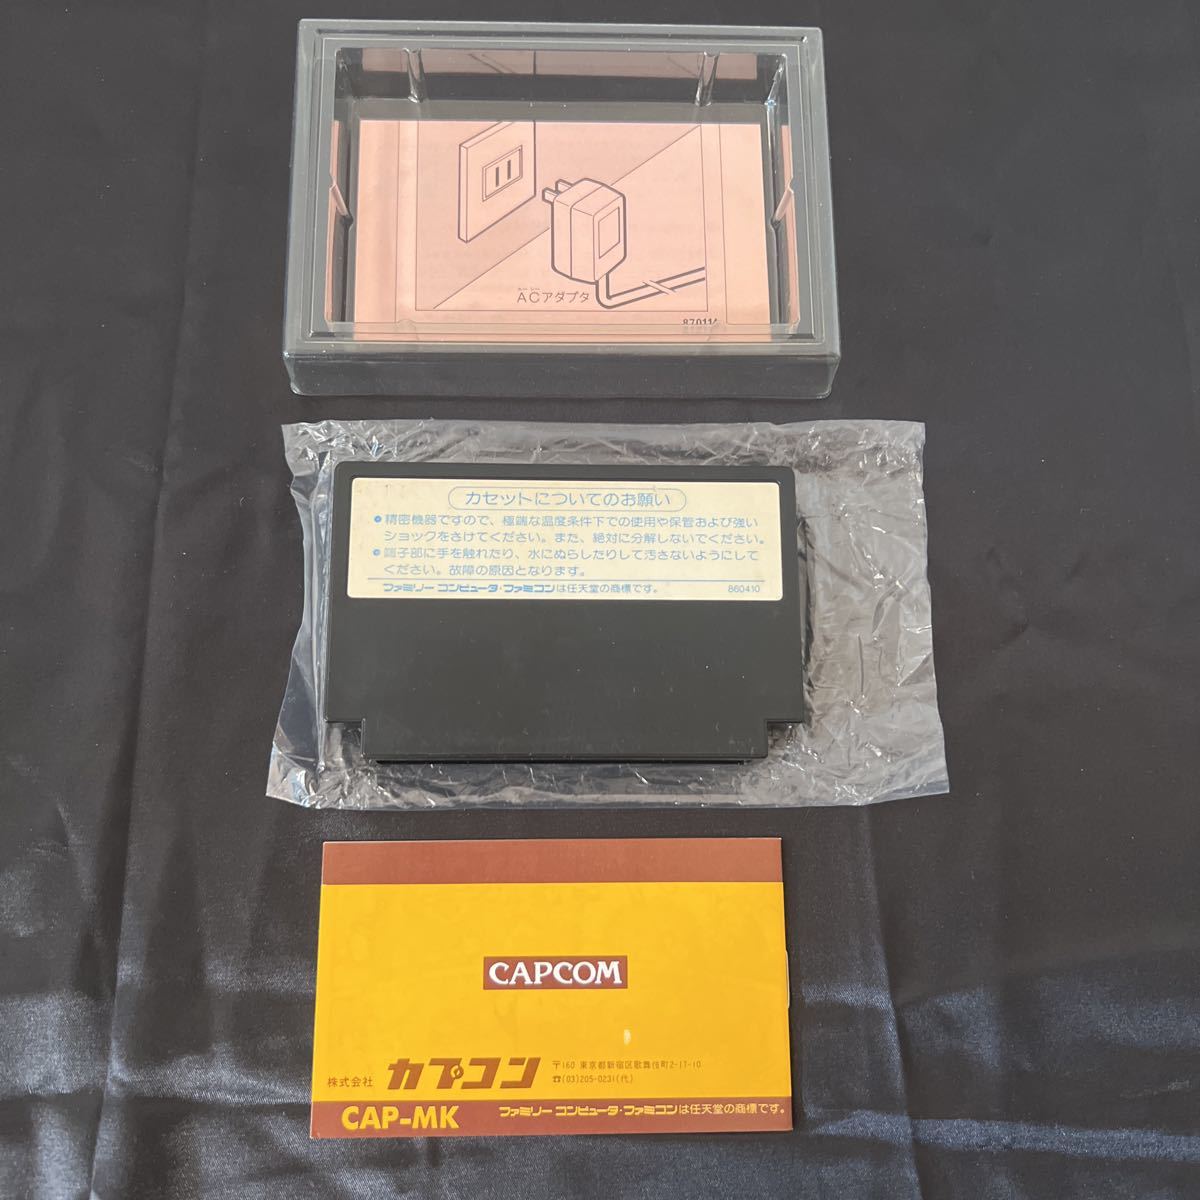 エー シー
ACアダプタ
870114
カセットについてのお願い
●精密機器ですので、極端な温度条件下での使用や保管および強い
ショックをさけてください。また、絶対に分解しないでください。
●端子部に手を触れたり、水にぬらしたりして汚さないようにして
ください。故障の原因となります。
ファミリーコンピュータ・ファミコンは任天堂の商標です。
860410
CAPCOM
株式会社 カプコン
〒160 東京都新宿区歌舞伎町2-17-10
☎(03)205-0231(代)
CAP-MK
ファミリーコンピュータ・ファミコンは任天堂の商標です。